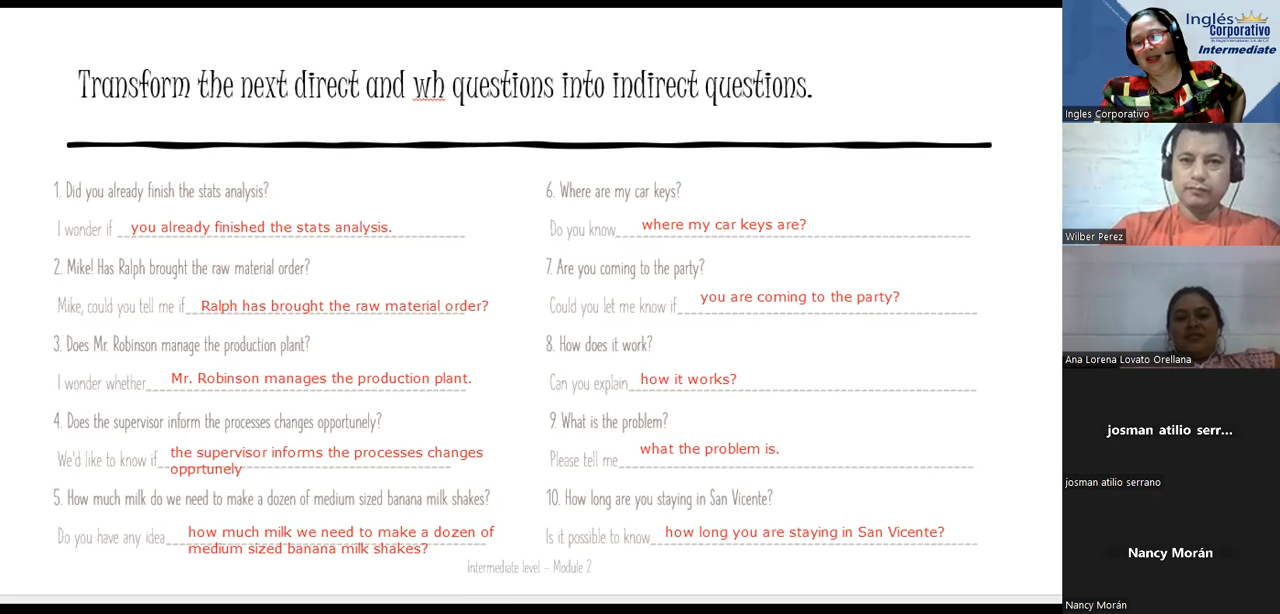 Transform the next direct and wh questions into indirect questions.
1. Did you already finish the stats analysis?
I wonder if you already finished the stats analysis.
2. Mike! Has Ralph brought the raw material order?
Mike, could you tell me if Ralph has brought the raw material order?
3. Does Mr. Robinson manage the production plant?
I wonder whether Mr. Robinson manages the production plant.
4. Does the supervisor inform the processes changes opportunely?
We'd like to know if the supervisor informs the processes changes
opprtunely
5. How much milk do we need to make a dozen of medium sized banana milk shakes?
Do you have any idea how much milk we need to make a dozen of
medium sized banana milk shakes?
6. Where are my car keys?
Do you know where my car keys are?
7. Are you coming to the party?
Could you let me know if you are coming to the party?
8. How does it work?
Can you explain how it works?
9. What is the problem?
Please tell me what the problem is.
10. How long are you staying in San Vicente?
Is it possible to know how long you are staying in San Vicente?
Intermediate level – Module 2
Inglés
Corporativo
Intermediate
Ingles Corporativo
Wilber Perez
Ana Lorena Lovato Orellana
josman atilio serr...
josman atilio serrano
Nancy Morán
Nancy Morán